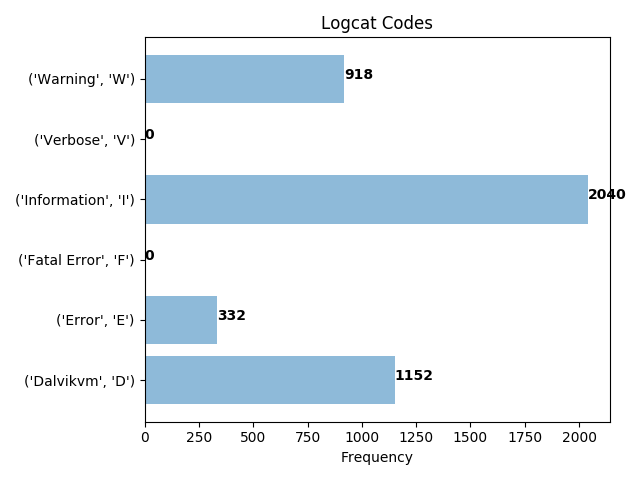 Logcat Codes
('Warning', 'W') 918
('Verbose', 'V') 0
('Information', 'I') 2040
('Fatal Error', 'F') 0
('Error', 'E') 332
('Dalvikvm', 'D') 1152
0 250 500 750 1000 1250 1500 1750 2000
Frequency